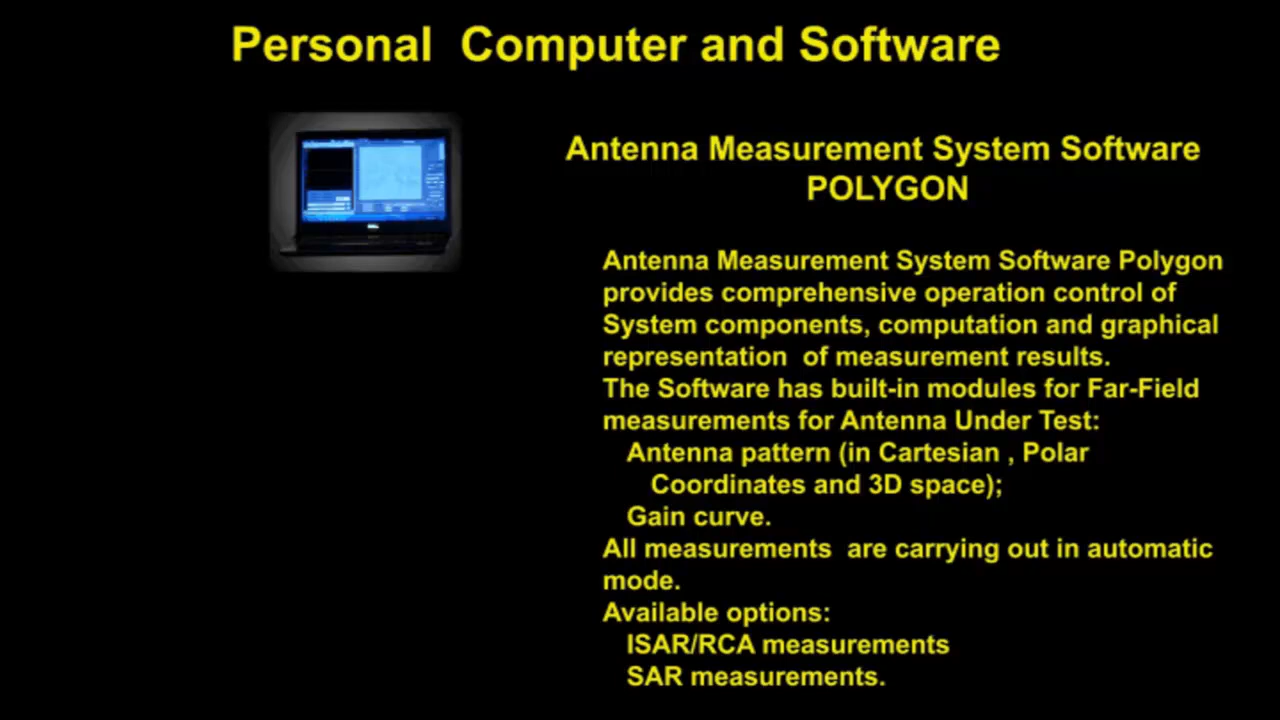 Personal  Computer and Software
Antenna Measurement System Software
POLYGON
Antenna Measurement System Software Polygon
provides comprehensive operation control of
System components, computation and graphical
representation  of measurement results.
The Software has built-in modules for Far-Field
measurements for Antenna Under Test:
Antenna pattern (in Cartesian , Polar
Coordinates and 3D space);
Gain curve.
All measurements  are carrying out in automatic
mode.
Available options:
ISAR/RCA measurements
SAR measurements.